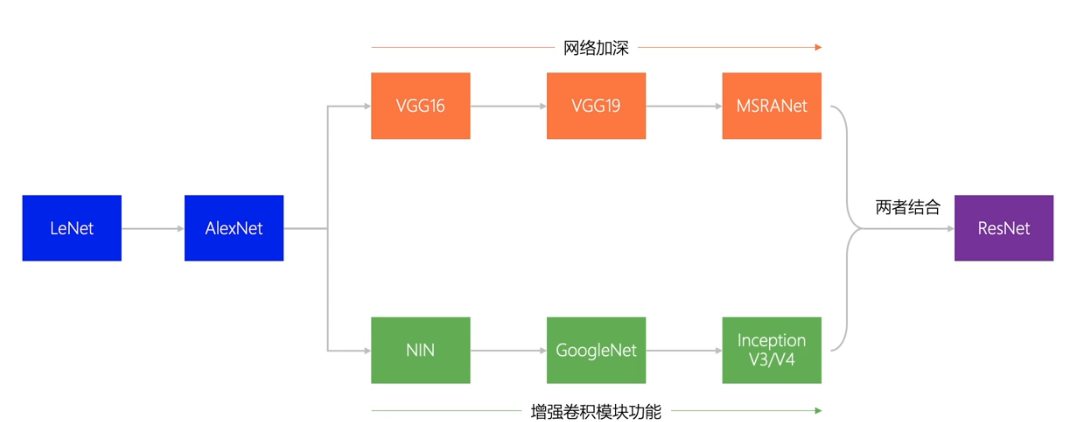 网络加深
VGG16
VGG19
MSRANet
LeNet
AlexNet
两者结合
ResNet
NIN
GoogleNet
Inception
V3/V4
增强卷积模块功能